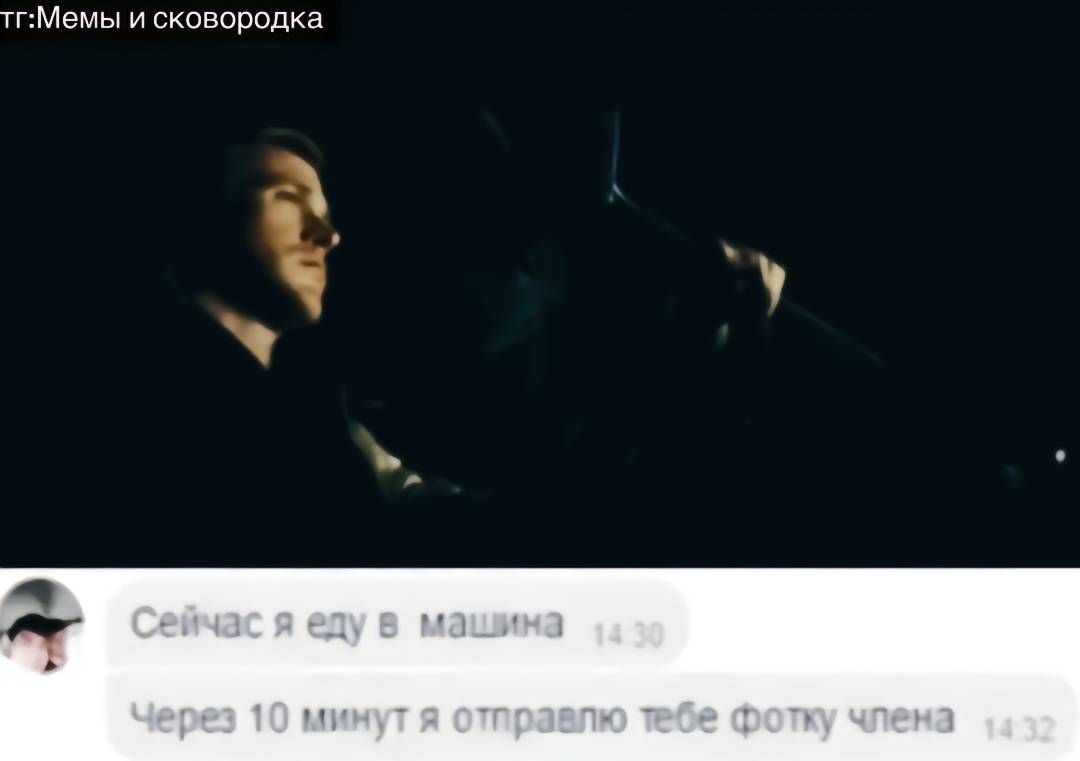 тг:Мемы и сковородка
Сейчас я еду в машина 14:30
Через 10 минут я отправлю тебе фотку члена 14:32